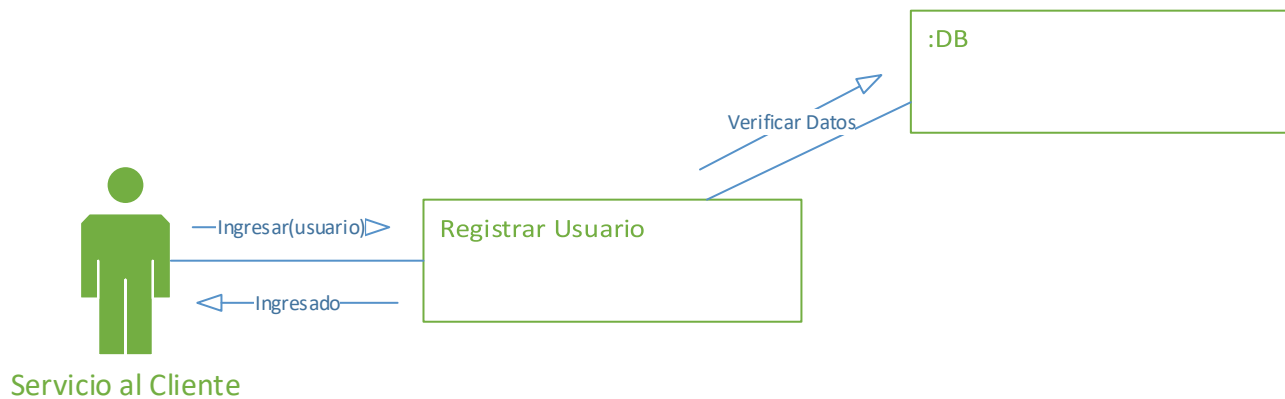 :DB
Verificar Datos
Ingresar(usuario)
Registrar Usuario
Ingresado
Servicio al Cliente